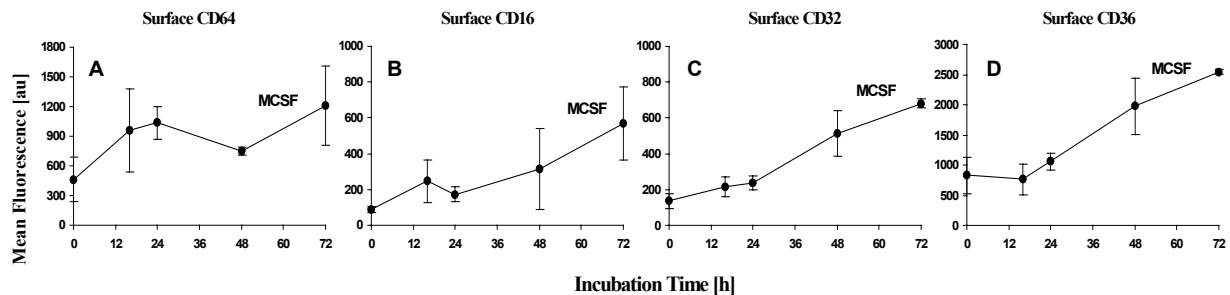 Surface CD64
Surface CD16
Surface CD32
Surface CD36
Mean Fluorescence [au]
A
MCSF
1800
1500
1200
900
600
300
0
0 12 24 36 48 60 72
B
MCSF
1000
800
600
400
200
0
0 12 24 36 48 60 72
C
MCSF
1000
800
600
400
200
0
0 12 24 36 48 60 72
D
MCSF
3000
2500
2000
1500
1000
500
0
0 12 24 36 48 60 72
Incubation Time [h]